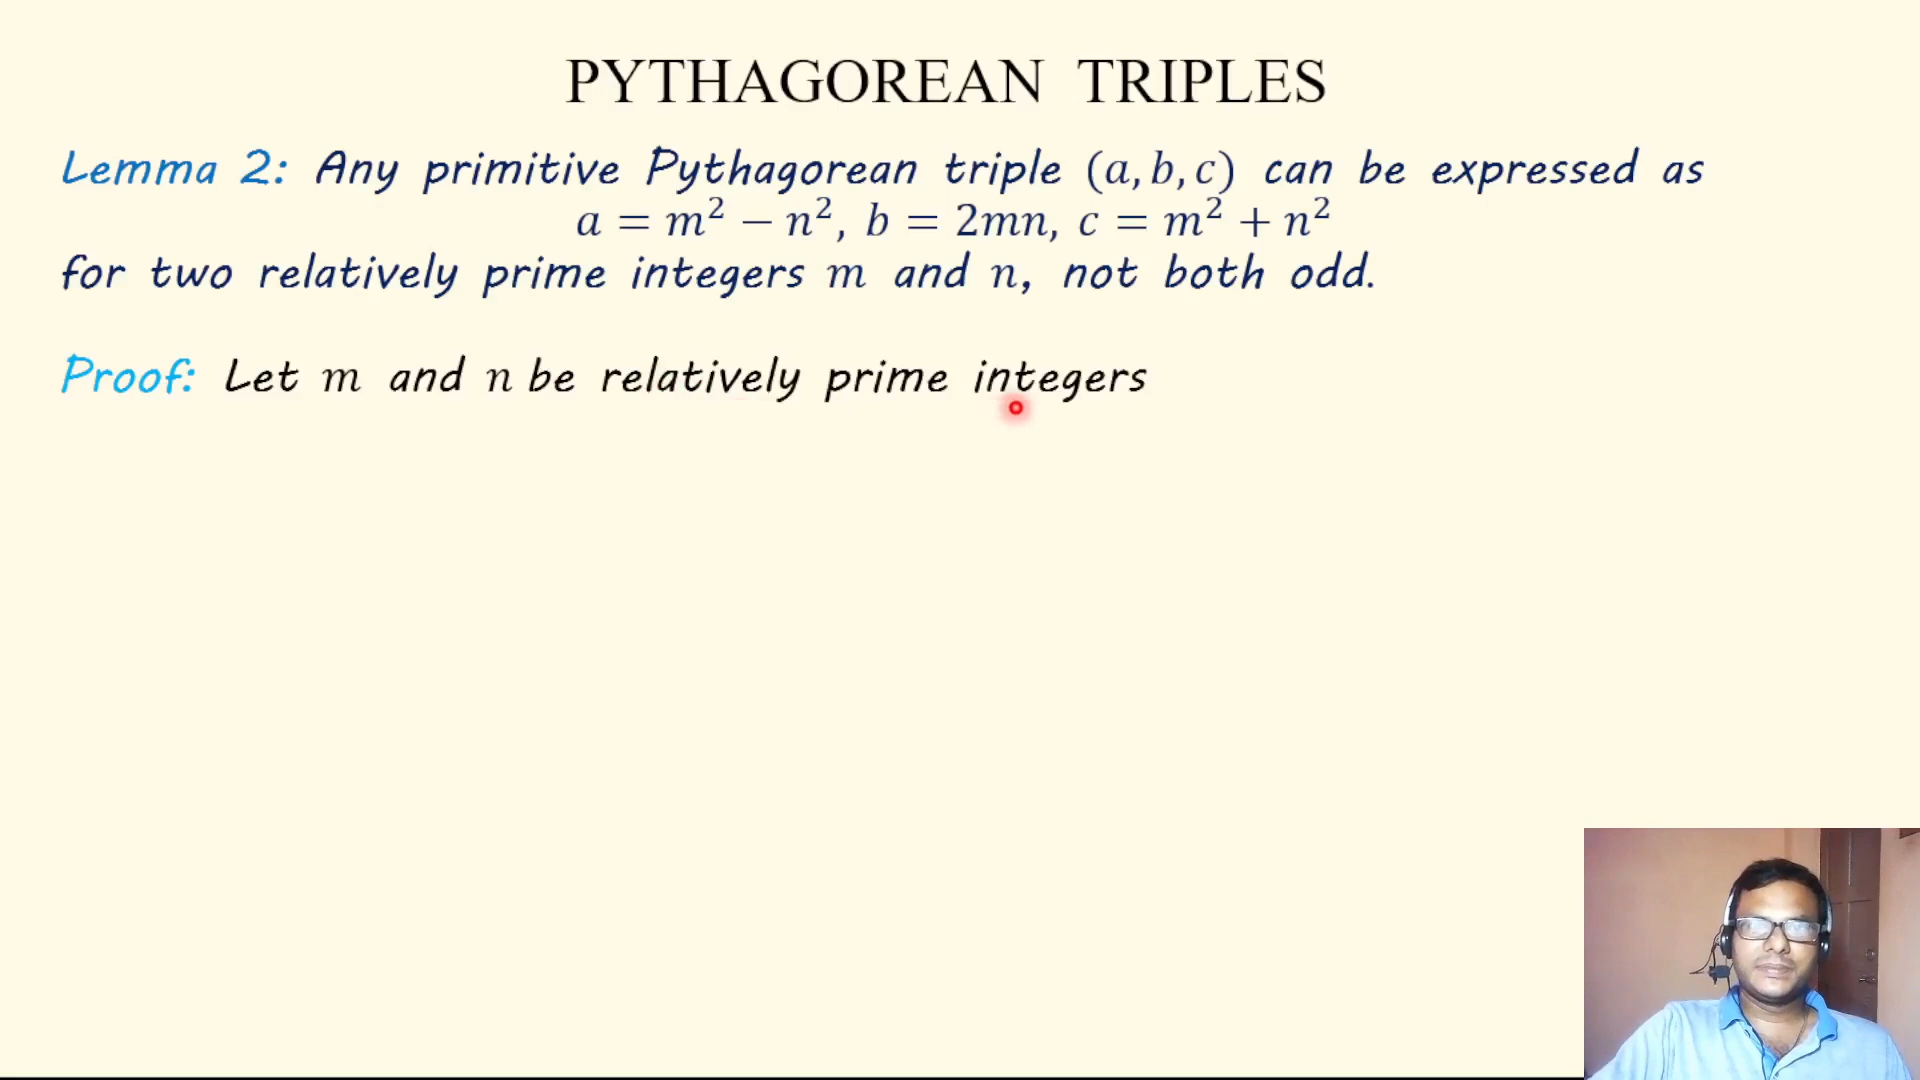 PYTHAGOREAN TRIPLES
Lemma 2: Any primitive Pythagorean triple (a, b, c) can be expressed as
a = m² − n², b = 2mn, c = m² + n²
for two relatively prime integers m and n, not both odd.
Proof: Let m and n be relatively prime integers